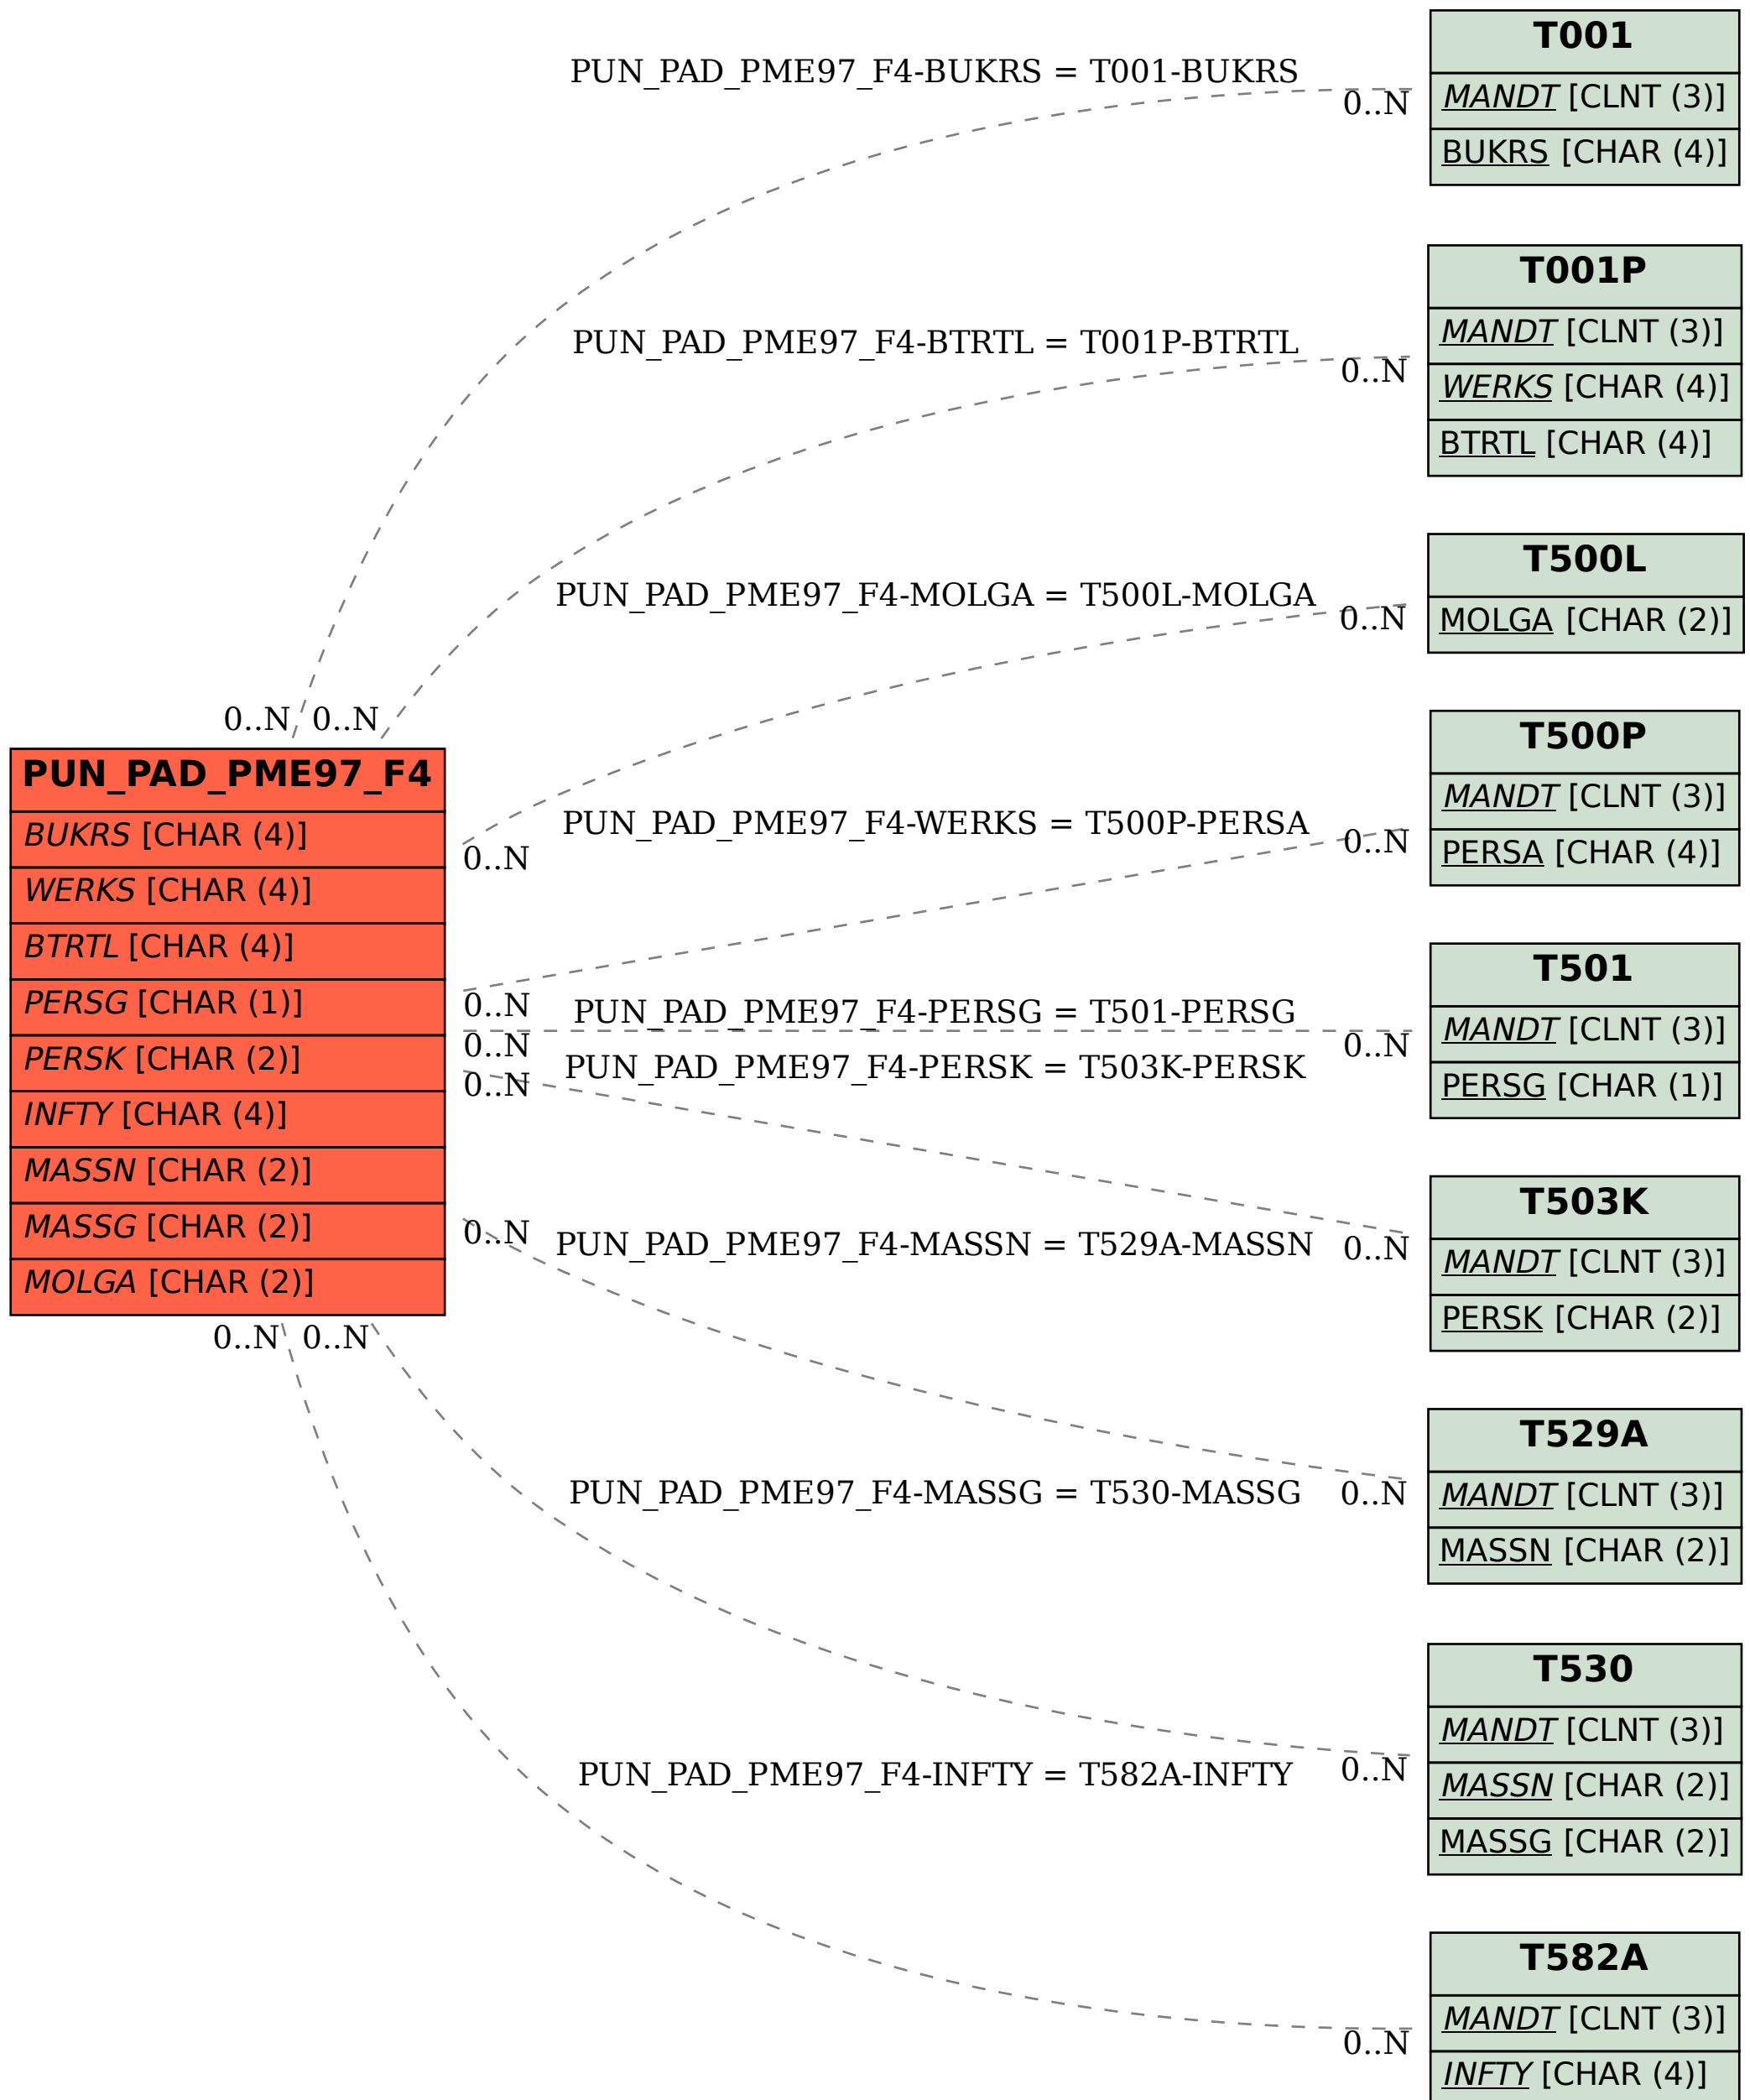 T001
MANDT [CLNT (3)]
BUKRS [CHAR (4)]
PUN_PAD_PME97_F4-BUKRS = T001-BUKRS
0..N
T001P
MANDT [CLNT (3)]
WERKS [CHAR (4)]
BTRTL [CHAR (4)]
PUN_PAD_PME97_F4-BTRTL = T001P-BTRTL
0..N
T500L
MOLGA [CHAR (2)]
PUN_PAD_PME97_F4-MOLGA = T500L-MOLGA
0..N
0..N 0..N
PUN_PAD_PME97_F4
BUKRS [CHAR (4)]
WERKS [CHAR (4)]
BTRTL [CHAR (4)]
PERSG [CHAR (1)]
PERSK [CHAR (2)]
INFTY [CHAR (4)]
MASSN [CHAR (2)]
MASSG [CHAR (2)]
MOLGA [CHAR (2)]
0..N
0..N
0..N
0..N
0..N
0..N 0..N
T500P
MANDT [CLNT (3)]
PERSA [CHAR (4)]
PUN_PAD_PME97_F4-WERKS = T500P-PERSA
0..N
T501
MANDT [CLNT (3)]
PERSG [CHAR (1)]
PUN_PAD_PME97_F4-PERSG = T501-PERSG
0..N
PUN_PAD_PME97_F4-PERSK = T503K-PERSK
T503K
MANDT [CLNT (3)]
PERSK [CHAR (2)]
0..N
PUN_PAD_PME97_F4-MASSN = T529A-MASSN
T529A
MANDT [CLNT (3)]
MASSN [CHAR (2)]
0..N
PUN_PAD_PME97_F4-MASSG = T530-MASSG
T530
MANDT [CLNT (3)]
MASSN [CHAR (2)]
MASSG [CHAR (2)]
0..N
PUN_PAD_PME97_F4-INFTY = T582A-INFTY
T582A
MANDT [CLNT (3)]
INFTY [CHAR (4)]
0..N